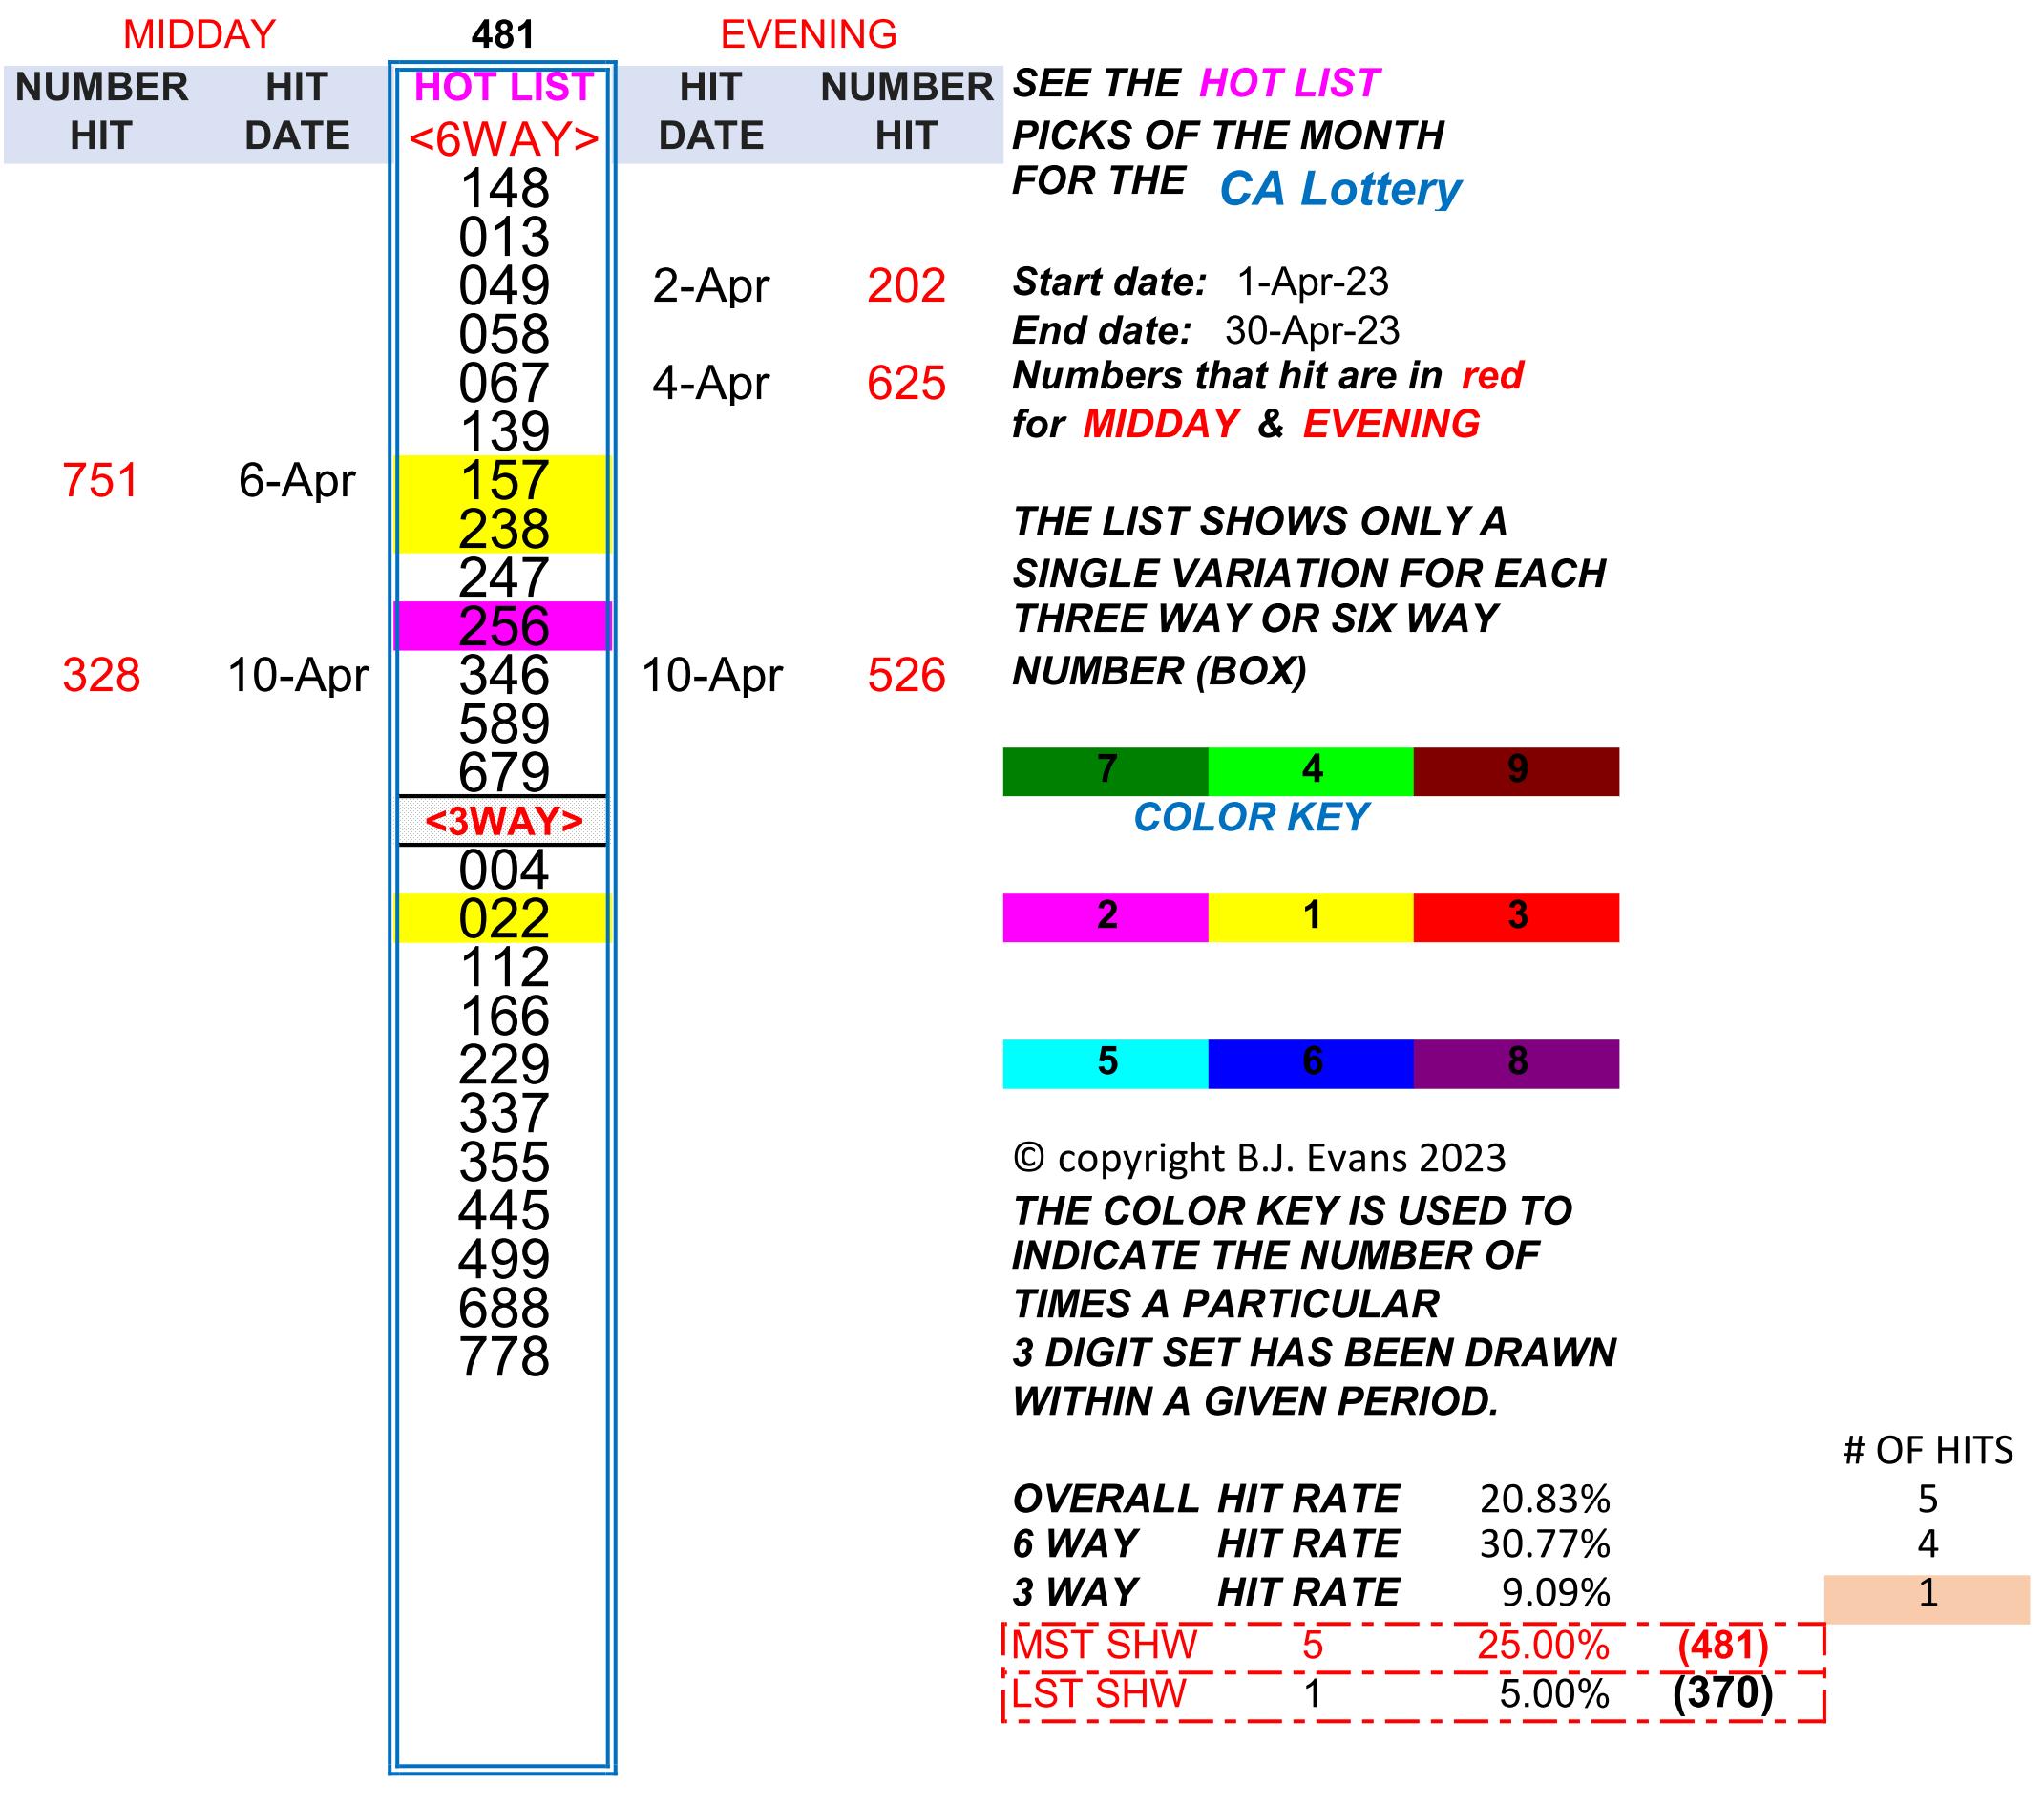 MIDDAY 481 EVENING
NUMBER HIT HOT LIST HIT NUMBER SEE THE HOT LIST
HIT DATE <6WAY> DATE HIT PICKS OF THE MONTH
148 FOR THE CA Lottery
013
049 2-Apr 202 Start date: 1-Apr-23
058 End date: 30-Apr-23
067 4-Apr 625 Numbers that hit are in red
139 for MIDDAY & EVENING
751 6-Apr 157
238 THE LIST SHOWS ONLY A
247 SINGLE VARIATION FOR EACH
256 THREE WAY OR SIX WAY
328 10-Apr 346 10-Apr 526 NUMBER (BOX)
589
679 7 4 9
<3WAY> COLOR KEY
004
022 2 1 3
112
166
229 5 6 8
337
355 © copyright B.J. Evans 2023
445 THE COLOR KEY IS USED TO
499 INDICATE THE NUMBER OF
688 TIMES A PARTICULAR
778 3 DIGIT SET HAS BEEN DRAWN
WITHIN A GIVEN PERIOD.
# OF HITS
OVERALL HIT RATE 20.83% 5
6 WAY HIT RATE 30.77% 4
3 WAY HIT RATE 9.09% 1
MST SHW 5 25.00% (481)
LST SHW 1 5.00% (370)